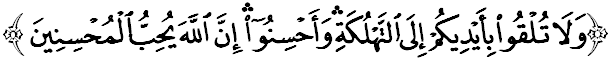 ﴿وَلَا تُلْقُوا۟ بِأَيْدِيكُمْ إِلَى ٱلتَّهْلُكَةِ ۛ وَأَحْسِنُوٓا۟ ۛ إِنَّ ٱللَّهَ يُحِبُّ ٱلْمُحْسِنِينَ﴾